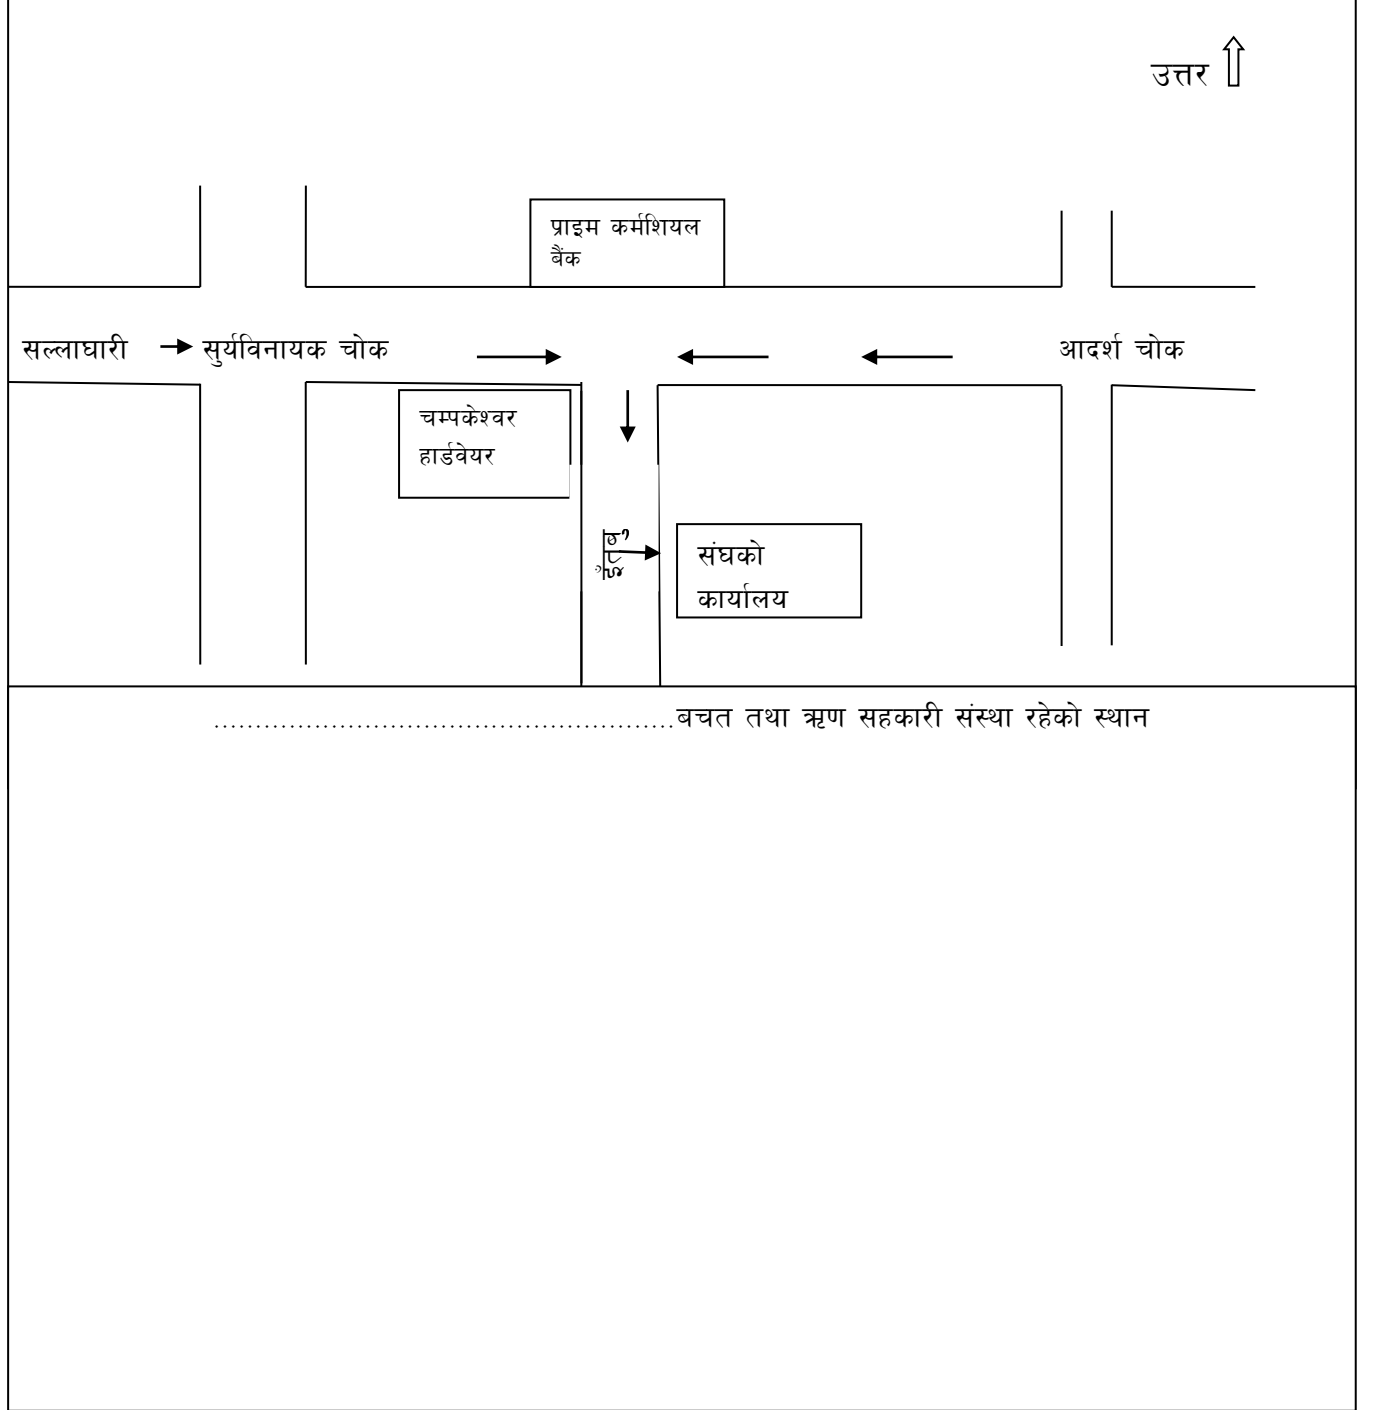 उत्तर
प्राइम कर्मशियल
बैंक
सल्लाघारी सुर्यविनायक चोक आदर्श चोक
चम्पकेश्वर
हार्डवेयर
संघको
कार्यालय
.......................................................बचत तथा ऋण सहकारी संस्था रहेको स्थान